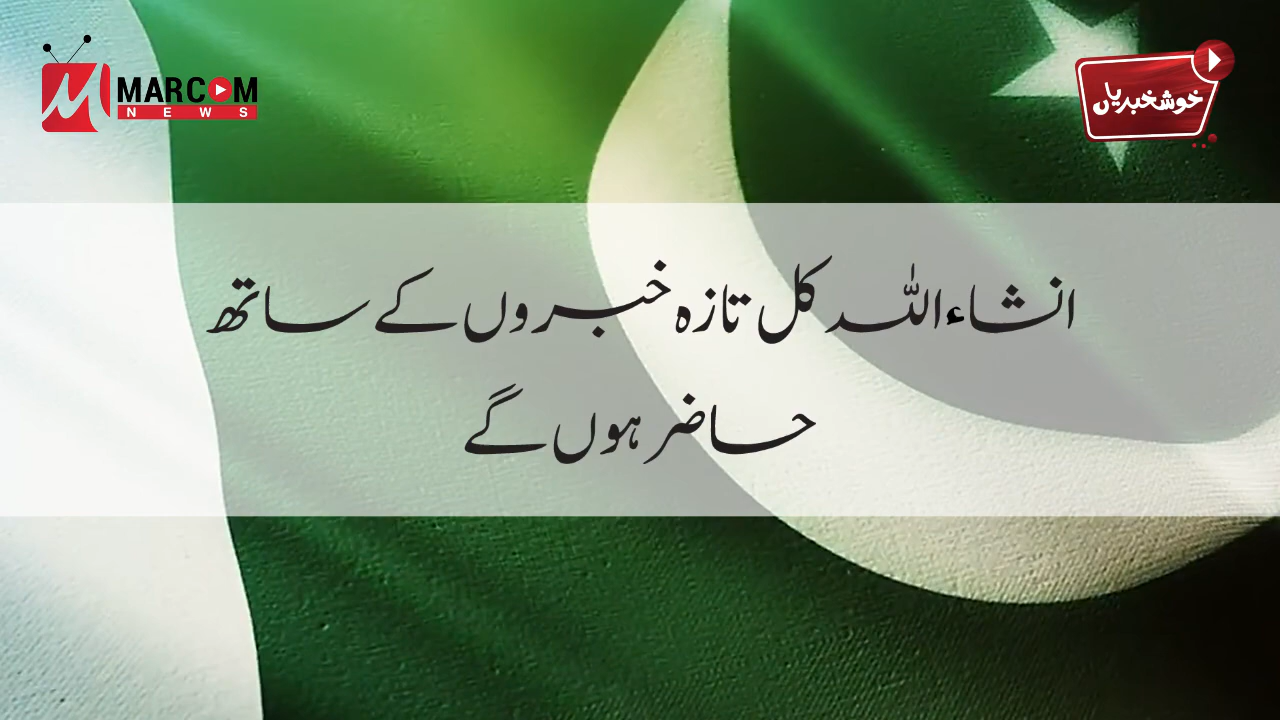 MARCOM
NEWS
خوشخبریاں
انشاءاللہ کل تازہ خبروں کے ساتھ
حاضر ہوں گے